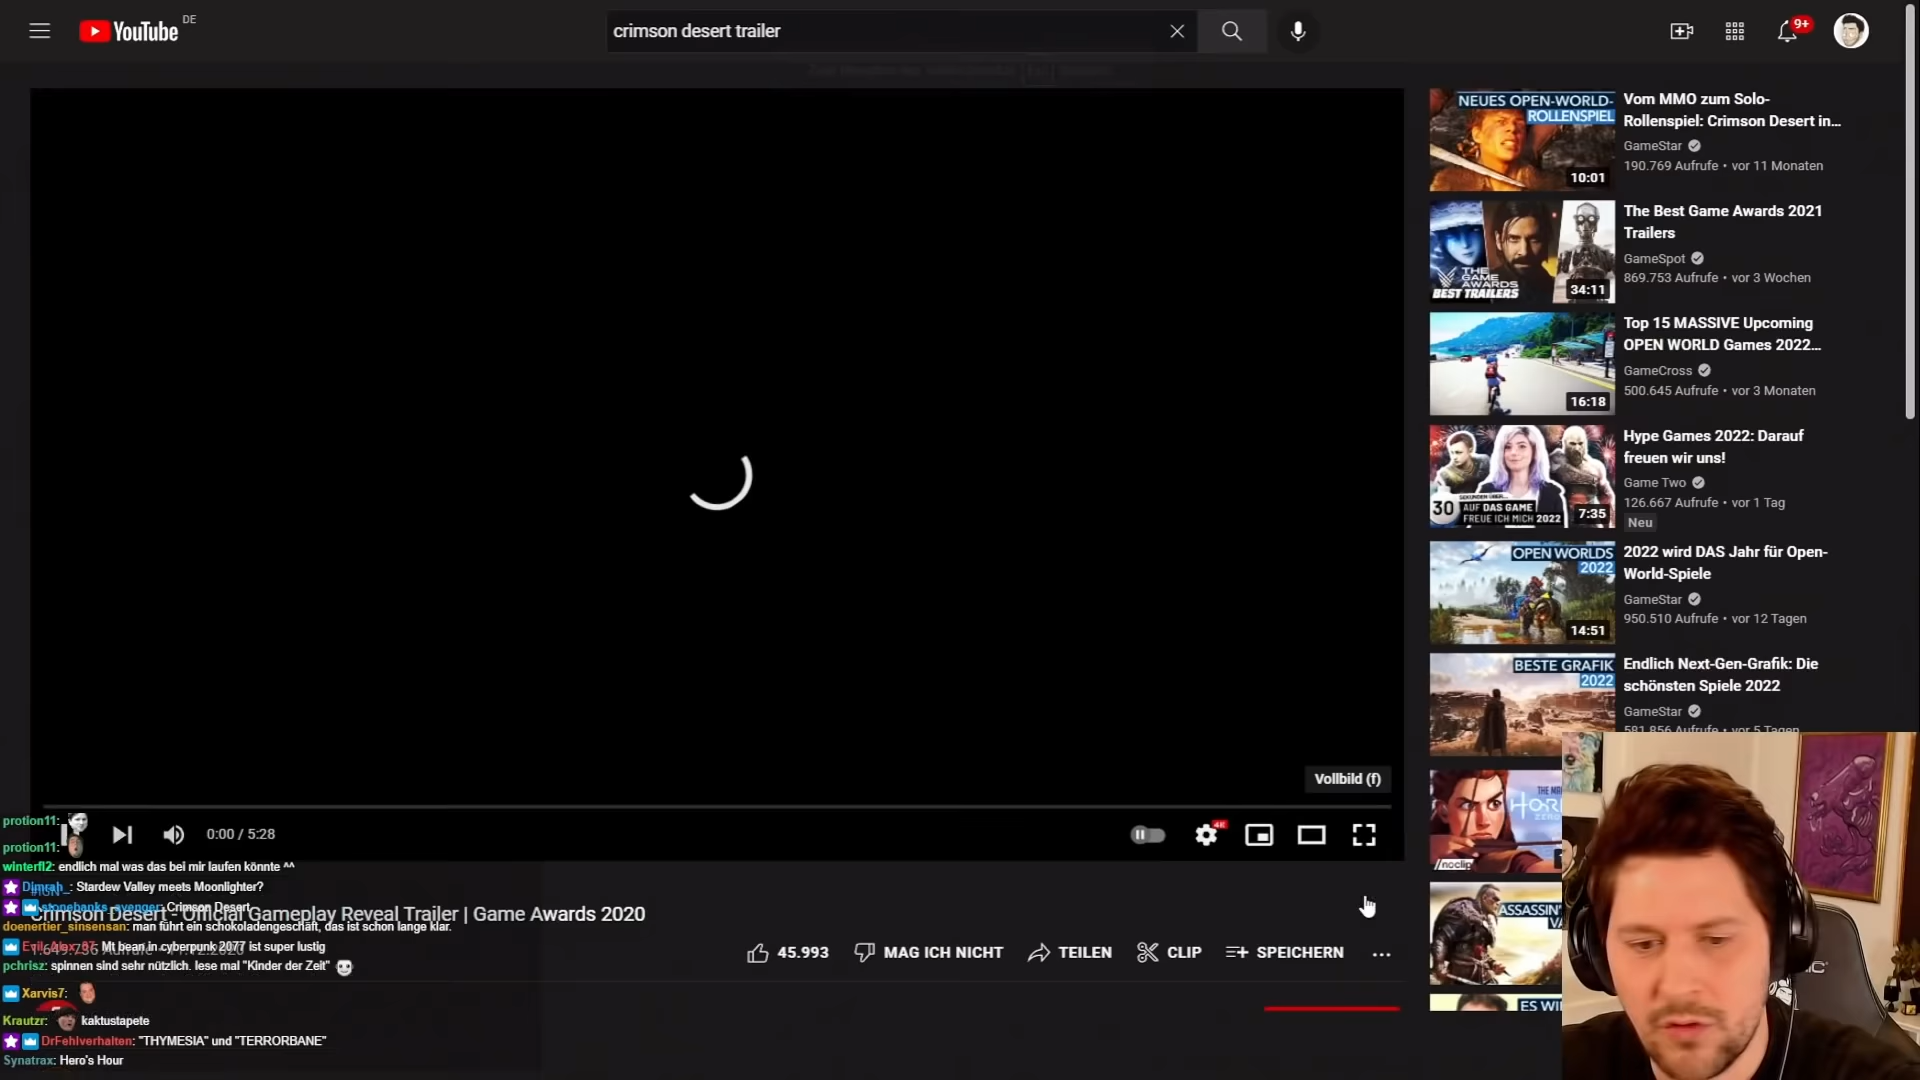 YouTube DE
crimson desert trailer
9+
NEUES OPEN-WORLD-
ROLLENSPIEL
10:01
Vom MMO zum Solo-
Rollenspiel: Crimson Desert in...
GameStar
190.769 Aufrufe • vor 11 Monaten
THE
GAME
AWARDS
BEST TRAILERS
34:11
The Best Game Awards 2021
Trailers
GameSpot
869.753 Aufrufe • vor 3 Wochen
16:18
Top 15 MASSIVE Upcoming
OPEN WORLD Games 2022...
GameCross
500.645 Aufrufe • vor 3 Monaten
30
AUF DAS GAME
FREUE ICH MICH 2022
7:35
Hype Games 2022: Darauf
freuen wir uns!
Game Two
126.667 Aufrufe • vor 1 Tag
Neu
OPEN WORLDS
2022
14:51
2022 wird DAS Jahr für Open-
World-Spiele
GameStar
950.510 Aufrufe • vor 12 Tagen
BESTE GRAFIK
2022
Endlich Next-Gen-Grafik: Die
schönsten Spiele 2022
GameStar
581.856 Aufrufe • vor 5 Tagen
/noclip
ES WI
Vollbild (f)
0:00 / 5:28
4K
protion11:
protion11:
winterfl2: endlich mal was das bei mir laufen könnte ^^
Dimrah_: Stardew Valley meets Moonlighter?
stonebanks_avenger: Crimson Desert
Crimson Desert - Official Gameplay Reveal Trailer | Game Awards 2020
doenertier_sinsensan: man führt ein schokoladengeschäft, das ist schon lange klar.
Mt bean in cyberpunk 2077 ist super lustig
pchrisz: spinnen sind sehr nützlich. lese mal "Kinder der Zeit"
Xarvis7:
Krautzr: kaktustapete
DrFehlverhalten: "THYMESIA" und "TERRORBANE"
Synatrax: Hero's Hour
45.993
MAG ICH NICHT
TEILEN
CLIP
SPEICHERN